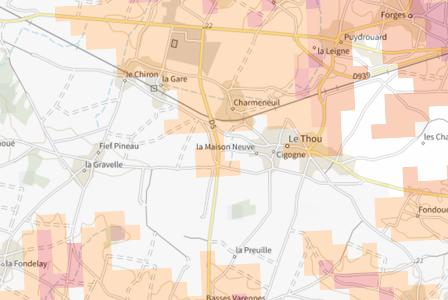 Forges
22
Puydrouard
la Leigne
le Chiron
la Gare
D939
Charmeneuil
D5
Le Thou
la Maison Neuve
Cigogne
les Cha
Fief Pineau
la Gravelle
Fondou
la Preuille
la Fondelay
21
Basses Varennes